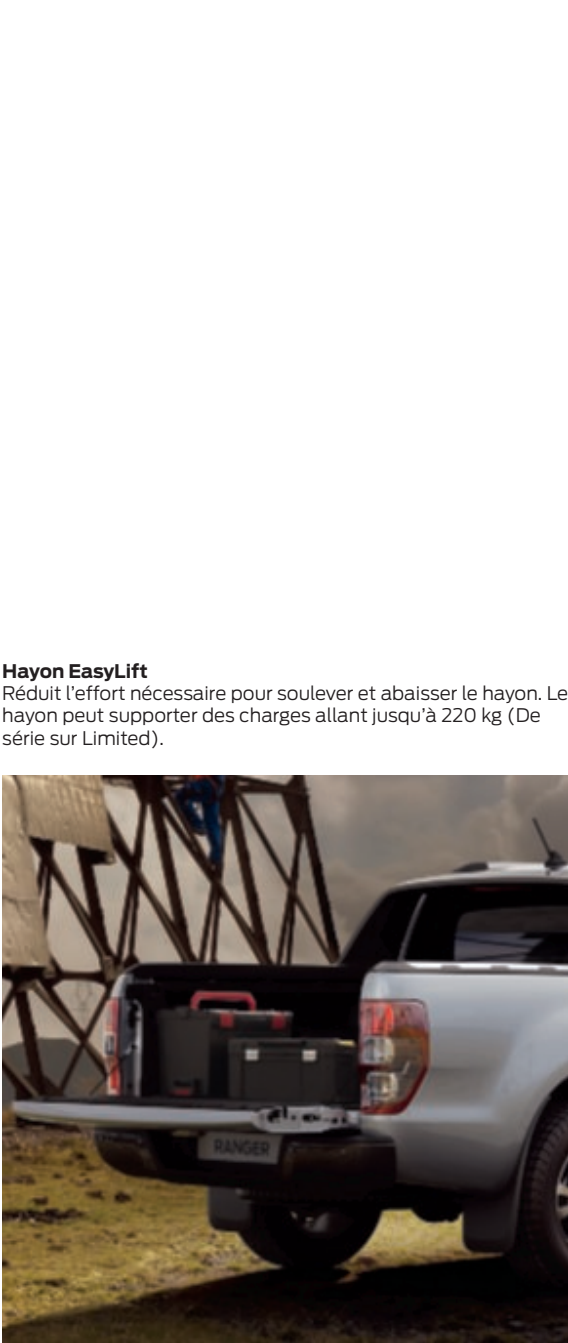 Hayon EasyLift
Réduit l’effort nécessaire pour soulever et abaisser le hayon. Le
hayon peut supporter des charges allant jusqu’à 220 kg (De
série sur Limited).
RANGER